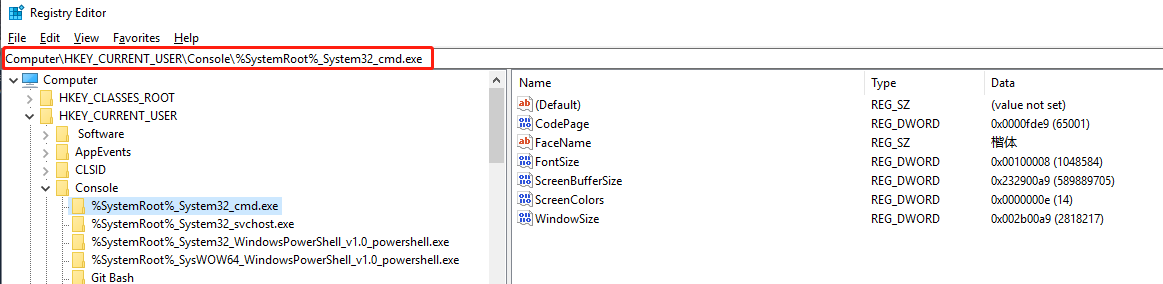 Registry Editor
File Edit View Favorites Help
Computer\HKEY_CURRENT_USER\Console\%SystemRoot%_System32_cmd.exe
Computer
HKEY_CLASSES_ROOT
HKEY_CURRENT_USER
Software
AppEvents
CLSID
Console
%SystemRoot%_System32_cmd.exe
%SystemRoot%_System32_svchost.exe
%SystemRoot%_System32_WindowsPowerShell_v1.0_powershell.exe
%SystemRoot%_SysWOW64_WindowsPowerShell_v1.0_powershell.exe
Git Bash
Name Type Data
(Default) REG_SZ (value not set)
CodePage REG_DWORD 0x0000fde9 (65001)
FaceName REG_SZ 楷体
FontSize REG_DWORD 0x00100008 (1048584)
ScreenBufferSize REG_DWORD 0x232900a9 (589889705)
ScreenColors REG_DWORD 0x0000000e (14)
WindowSize REG_DWORD 0x002b00a9 (2818217)